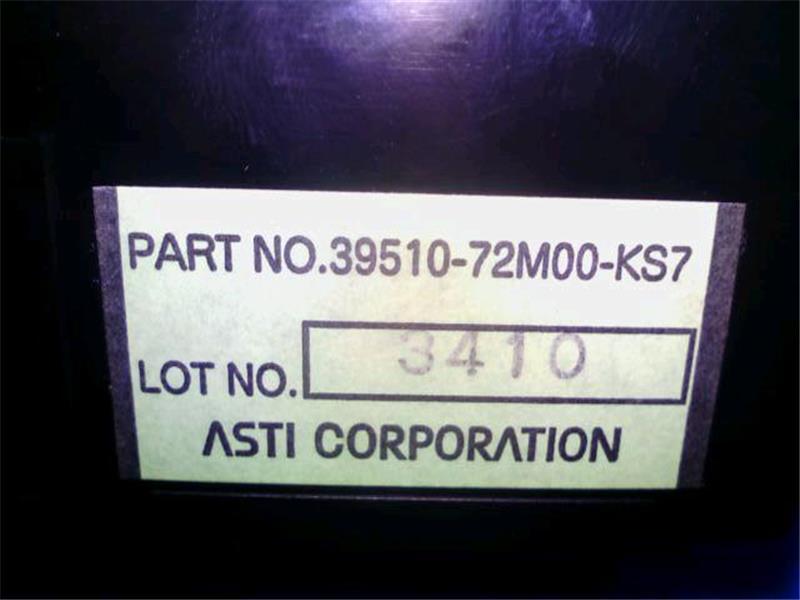 PART NO.39510-72M00-KS7
LOT NO. 3410
ASTI CORPORATION